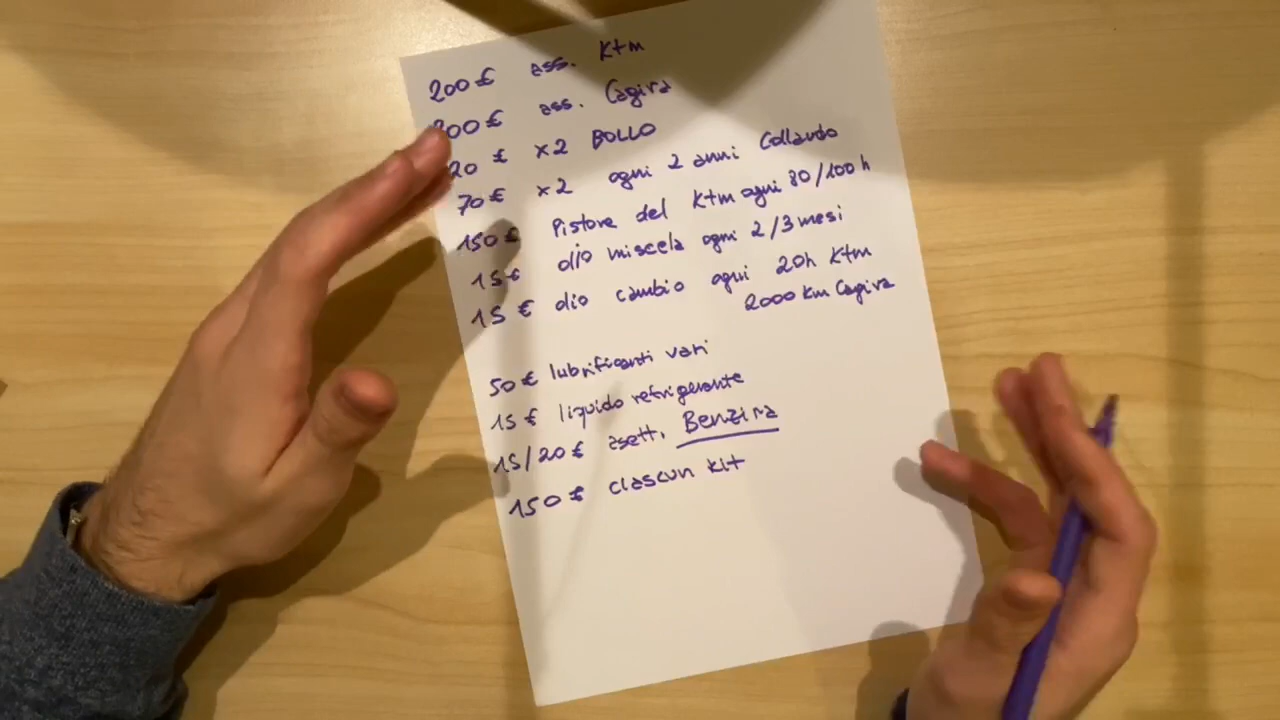 200€ ass. Ktm
200€ ass. Cagiva
20 € x2 BOLLO
70€ x2 ogni 2 anni Collaudo
150€ Pistone del Ktm ogni 80/100 h
15€ olio miscela ogni 2/3 mesi
15 € olio cambio ogni 20h Ktm
2000 Km Cagiva
50€ lubrificanti vari
15€ liquido refrigerante
15/20€ asett. Benzina
150€ ciascun kit